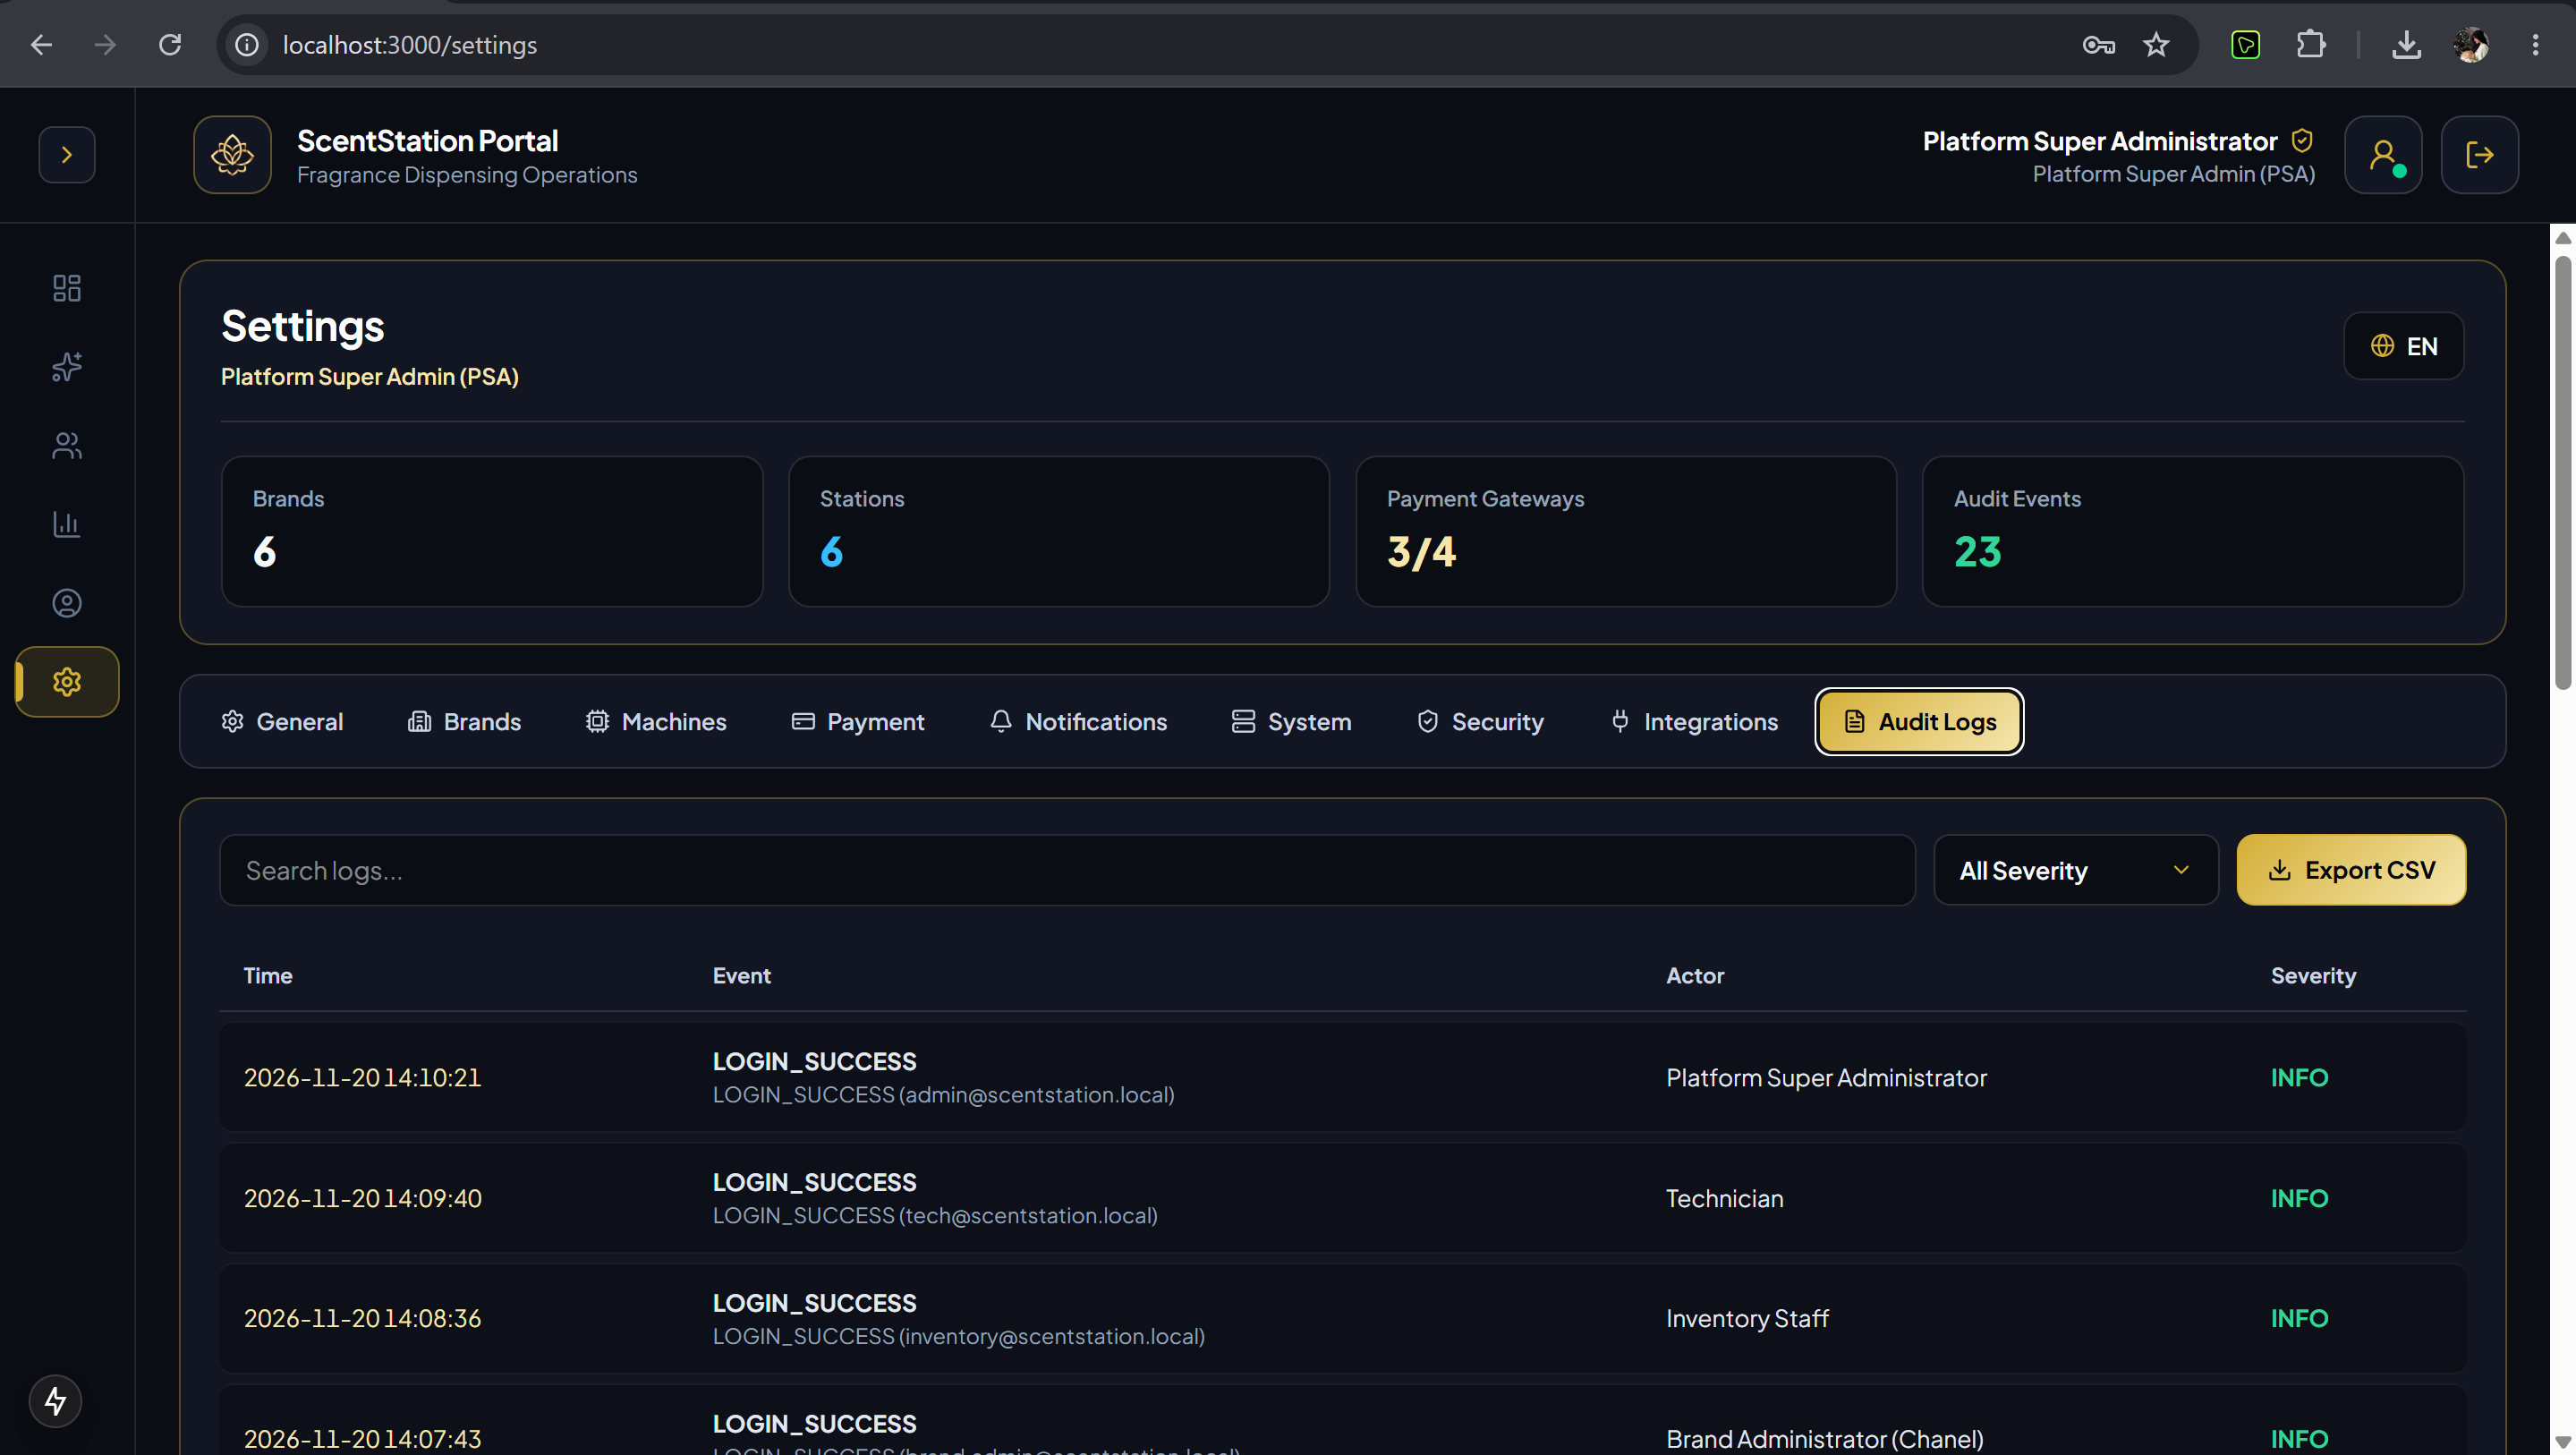 localhost:3000/settings
ScentStation Portal
Fragrance Dispensing Operations
Platform Super Administrator
Platform Super Admin (PSA)
Settings
Platform Super Admin (PSA)
EN
Brands
6
Stations
6
Payment Gateways
3/4
Audit Events
23
General
Brands
Machines
Payment
Notifications
System
Security
Integrations
Audit Logs
Search logs...
All Severity
Export CSV
Time Event Actor Severity
2026-11-20 14:10:21 LOGIN_SUCCESS Platform Super Administrator INFO
LOGIN_SUCCESS (admin@scentstation.local)
2026-11-20 14:09:40 LOGIN_SUCCESS Technician INFO
LOGIN_SUCCESS (tech@scentstation.local)
2026-11-20 14:08:36 LOGIN_SUCCESS Inventory Staff INFO
LOGIN_SUCCESS (inventory@scentstation.local)
2026-11-20 14:07:43 LOGIN_SUCCESS Brand Administrator (Chanel) INFO